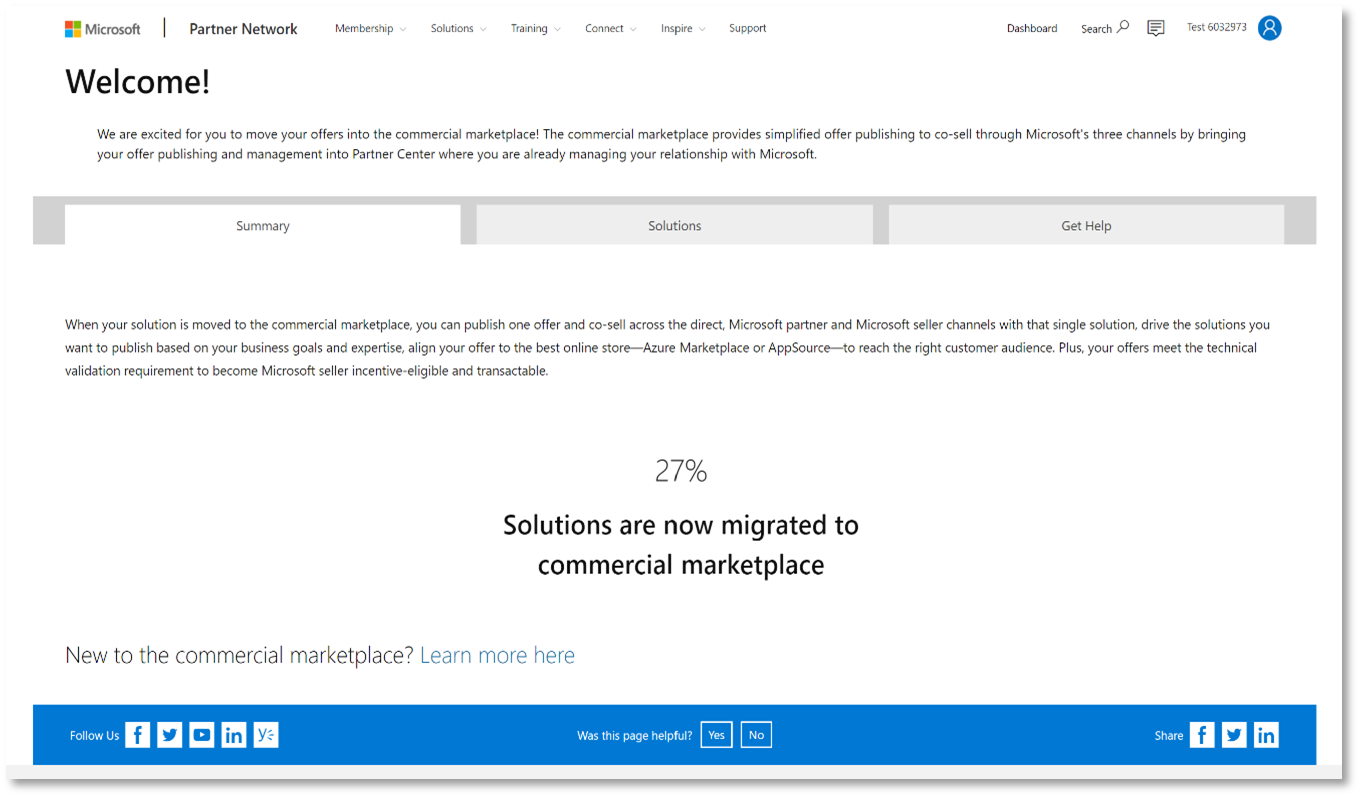 Microsoft Partner Network Membership Solutions Training Connect Inspire Support Dashboard Search Test 6032973
Welcome!
We are excited for you to move your offers into the commercial marketplace! The commercial marketplace provides simplified offer publishing to co-sell through Microsoft's three channels by bringing
your offer publishing and management into Partner Center where you are already managing your relationship with Microsoft.
Summary Solutions Get Help
When your solution is moved to the commercial marketplace, you can publish one offer and co-sell across the direct, Microsoft partner and Microsoft seller channels with that single solution, drive the solutions you
want to publish based on your business goals and expertise, align your offer to the best online store—Azure Marketplace or AppSource—to reach the right customer audience. Plus, your offers meet the technical
validation requirement to become Microsoft seller incentive-eligible and transactable.
27%
Solutions are now migrated to
commercial marketplace
New to the commercial marketplace? Learn more here
Follow Us Was this page helpful? Yes No Share